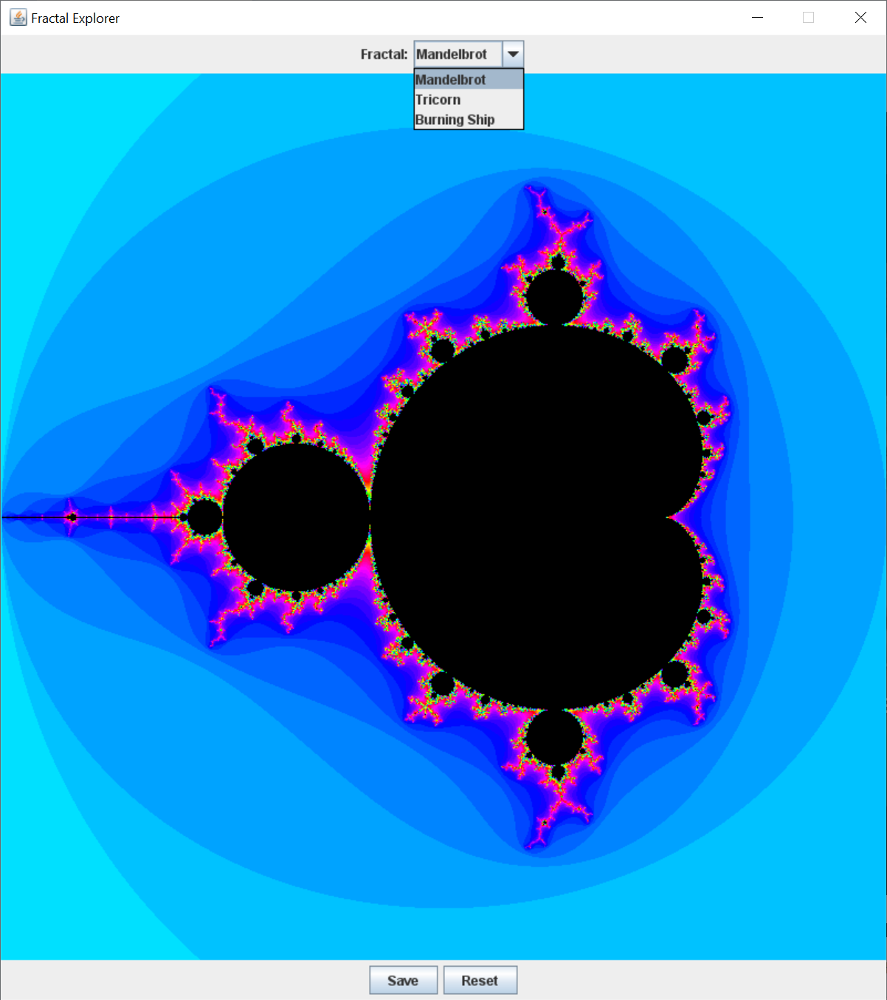 Fractal Explorer
Fractal: Mandelbrot
Mandelbrot
Tricorn
Burning Ship
Save Reset